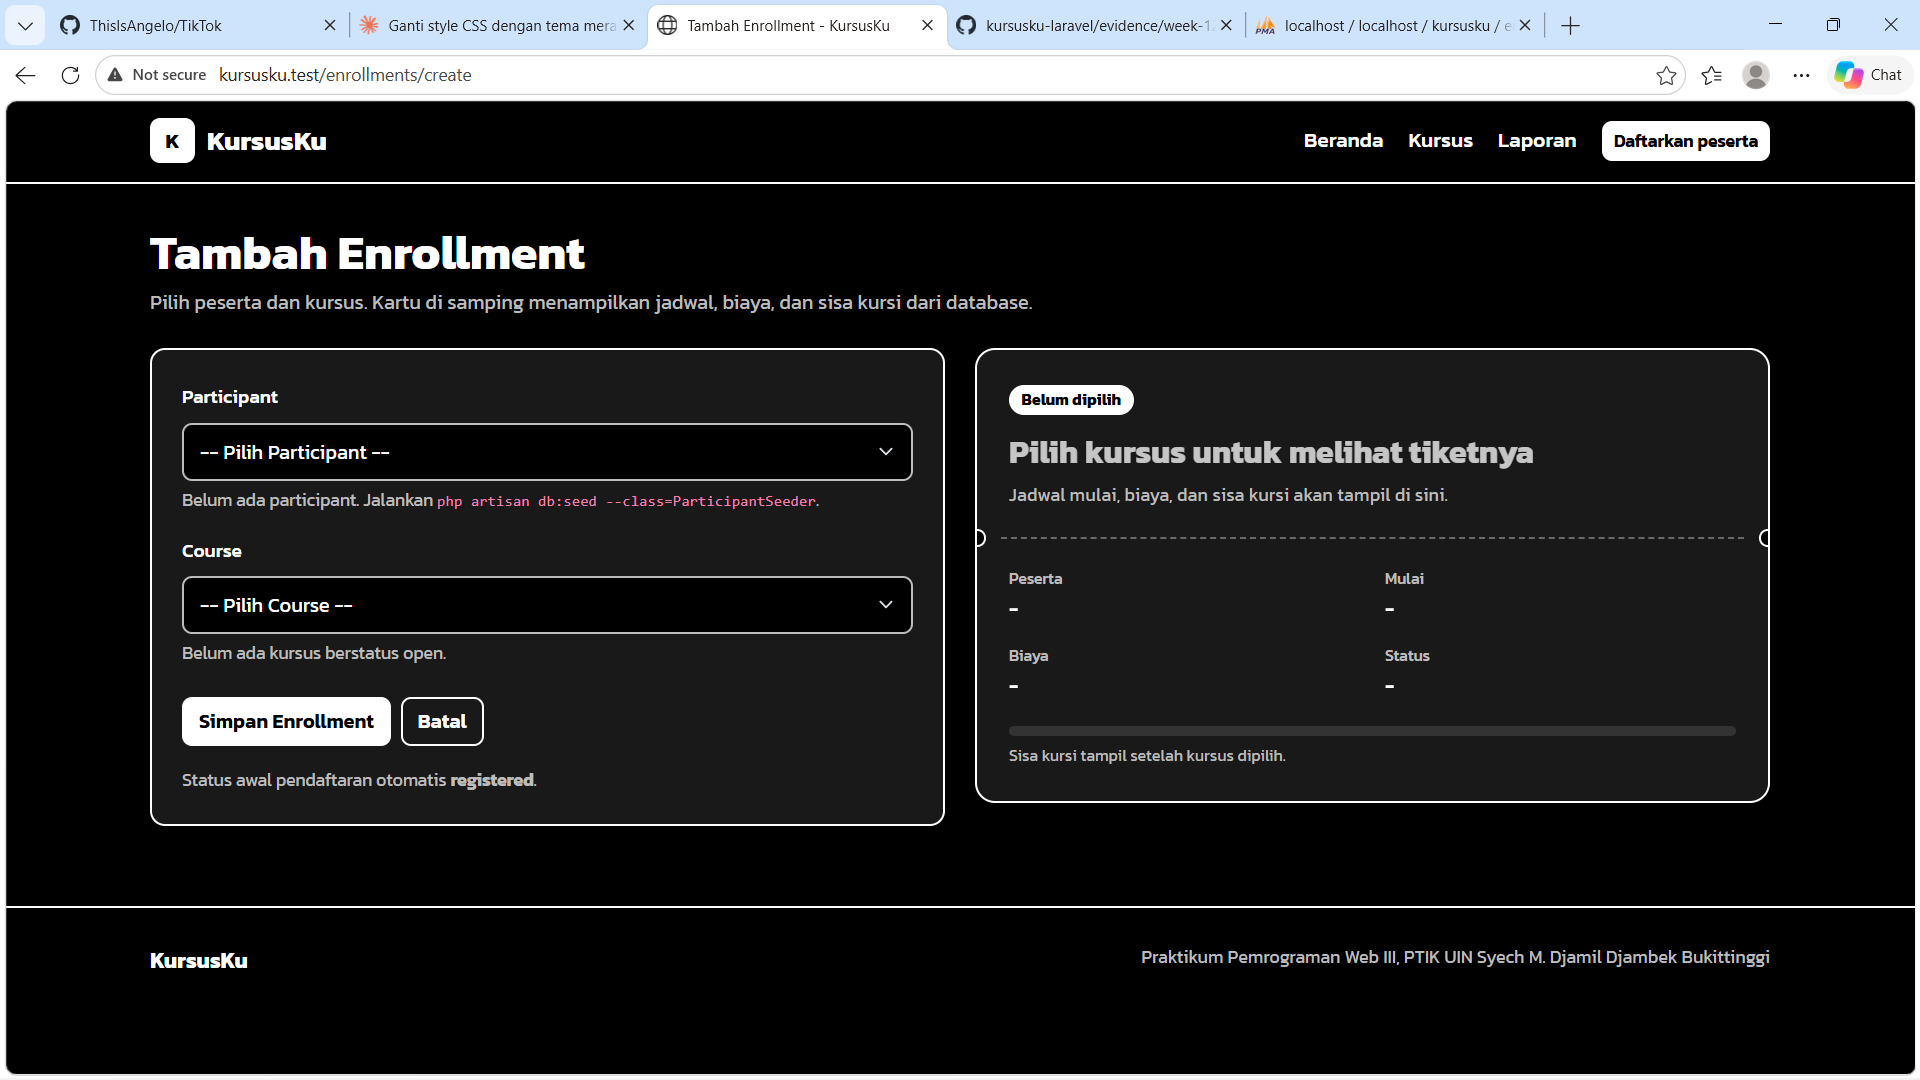 ThisIsAngelo/TikTok
Ganti style CSS dengan tema mera
Tambah Enrollment - KursusKu
kursusku-laravel/evidence/week-1
localhost / localhost / kursusku / e
Not secure
kursusku.test/enrollments/create
Chat
K
KursusKu
Beranda
Kursus
Laporan
Daftarkan peserta
Tambah Enrollment
Pilih peserta dan kursus. Kartu di samping menampilkan jadwal, biaya, dan sisa kursi dari database.
Participant
-- Pilih Participant --
Belum ada participant. Jalankan php artisan db:seed --class=ParticipantSeeder.
Course
-- Pilih Course --
Belum ada kursus berstatus open.
Simpan Enrollment
Batal
Status awal pendaftaran otomatis registered.
Belum dipilih
Pilih kursus untuk melihat tiketnya
Jadwal mulai, biaya, dan sisa kursi akan tampil di sini.
Peserta
Mulai
-
-
Biaya
Status
-
-
Sisa kursi tampil setelah kursus dipilih.
KursusKu
Praktikum Pemrograman Web III, PTIK UIN Syech M. Djamil Djambek Bukittinggi